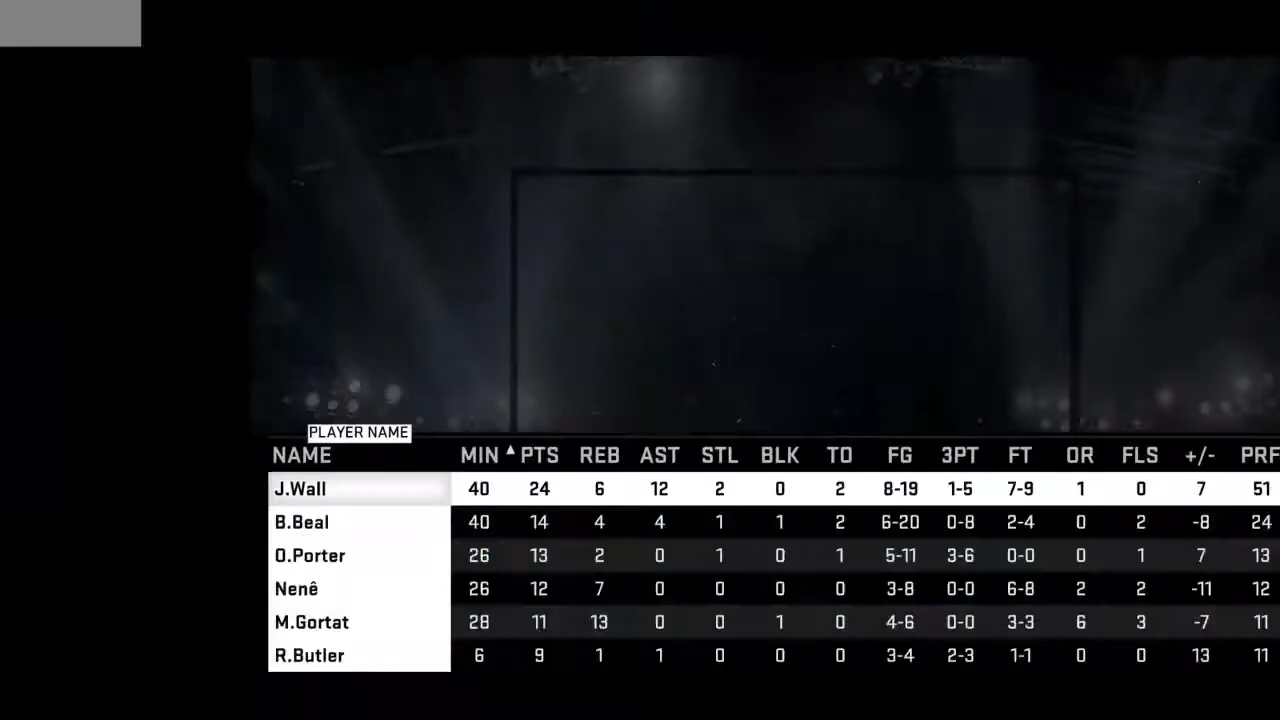 PLAYER NAME
NAME MIN PTS REB AST STL BLK TO FG 3PT FT OR FLS +/- PRF
J.Wall 40 24 6 12 2 0 2 8-19 1-5 7-9 1 0 7 51
B.Beal 40 14 4 4 1 1 2 6-20 0-8 2-4 0 2 -8 24
O.Porter 26 13 2 0 1 0 1 5-11 3-6 0-0 0 1 7 13
Nenê 26 12 7 0 0 0 0 3-8 0-0 6-8 2 2 -11 12
M.Gortat 28 11 13 0 0 1 0 4-6 0-0 3-3 6 3 -7 11
R.Butler 6 9 1 1 0 0 0 3-4 2-3 1-1 0 0 13 11